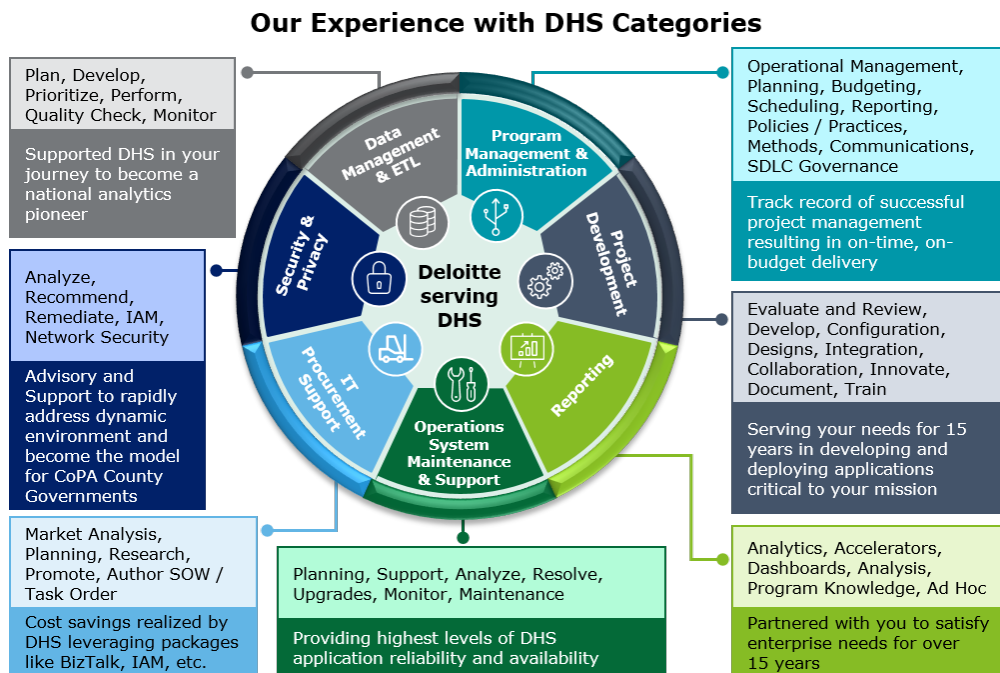 Our Experience with DHS Categories
Plan, Develop,
Prioritize, Perform,
Quality Check, Monitor
Supported DHS in your
journey to become a
national analytics
pioneer
Analyze,
Recommend,
Remediate, IAM,
Network Security
Advisory and
Support to rapidly
address dynamic
environment and
become the model
for CoPA County
Governments
Market Analysis,
Planning, Research,
Promote, Author SOW /
Task Order
Cost savings realized by
DHS leveraging packages
like BizTalk, IAM, etc.
Data
Management
& ETL
Program
Management &
Administration
Security &
Privacy
Project
Development
Deloitte
serving
DHS
IT
Procurement
Support
Reporting
Operations
System
Maintenance
& Support
Planning, Support, Analyze, Resolve,
Upgrades, Monitor, Maintenance
Providing highest levels of DHS
application reliability and availability
Operational Management,
Planning, Budgeting,
Scheduling, Reporting,
Policies / Practices,
Methods, Communications,
SDLC Governance
Track record of successful
project management
resulting in on-time, on-
budget delivery
Evaluate and Review,
Develop, Configuration,
Designs, Integration,
Collaboration, Innovate,
Document, Train
Serving your needs for 15
years in developing and
deploying applications
critical to your mission
Analytics, Accelerators,
Dashboards, Analysis,
Program Knowledge, Ad Hoc
Partnered with you to satisfy
enterprise needs for over
15 years